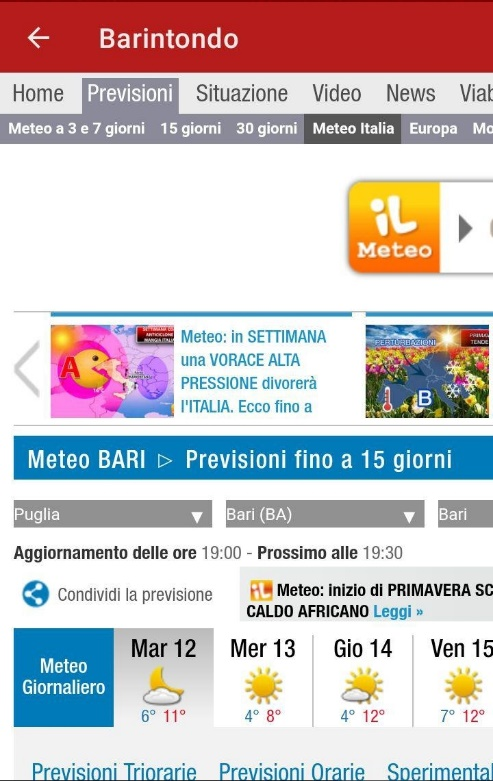 Barintondo
Home Previsioni Situazione Video News Viab
Meteo a 3 e 7 giorni 15 giorni 30 giorni Meteo Italia Europa Mo
iL
Meteo
A
Meteo: in SETTIMANA
una VORACE ALTA
PRESSIONE divorerà
l'ITALIA. Ecco fino a
PERTURBAZIONI
B
Meteo BARI ▷ Previsioni fino a 15 giorni
Puglia ▼ Bari (BA) ▼ Bari
Aggiornamento delle ore 19:00 - Prossimo alle 19:30
Condividi la previsione
Meteo: inizio di PRIMAVERA SC
CALDO AFRICANO Leggi »
Meteo
Giornaliero
Mar 12 Mer 13 Gio 14 Ven 15
6° 11° 4° 8° 4° 12° 7° 12°
Previsioni Triorarie Previsioni Orarie Sperimental